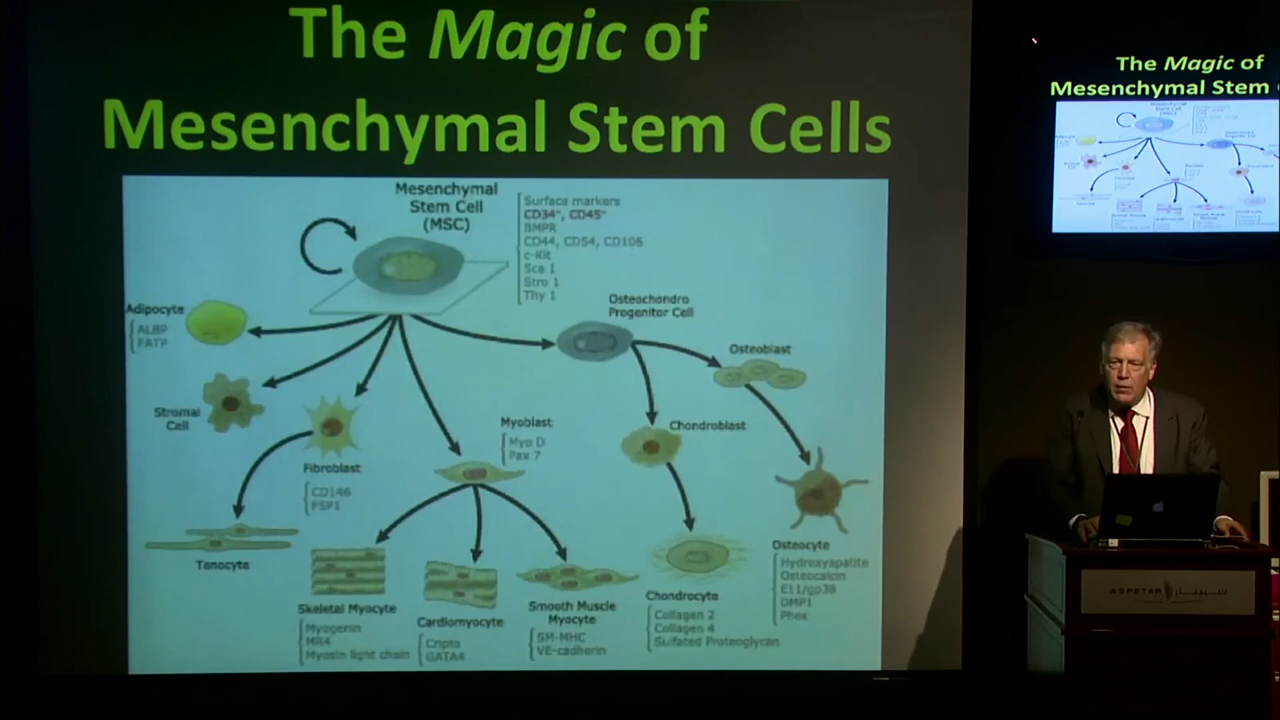 The Magic of
Mesenchymal Stem Cells
Mesenchymal
Stem Cell
(MSC)
Surface markers
CD34⁻, CD45⁻
BMPR
CD44, CD54, CD106
c-Kit
Sca 1
Stro 1
Thy 1
Adipocyte
ALBP
FATP
Osteochondro
Progenitor Cell
Osteoblast
Stromal
Cell
Fibroblast
CD146
FSP1
Myoblast
Myo D
Pax 7
Chondroblast
Tenocyte
Skeletal Myocyte
Myogenin
MR4
Myosin light chain
Cardiomyocyte
Cripto
GATA4
Smooth Muscle
Myocyte
SM-MHC
VE-cadherin
Chondrocyte
Collagen 2
Collagen 4
Sulfated Proteoglycan
Osteocyte
Hydroxyapatite
Osteocalcin
E11/gp38
DMP1
Phex
The Magic of
Mesenchymal Stem
ASPETAR سبيتار